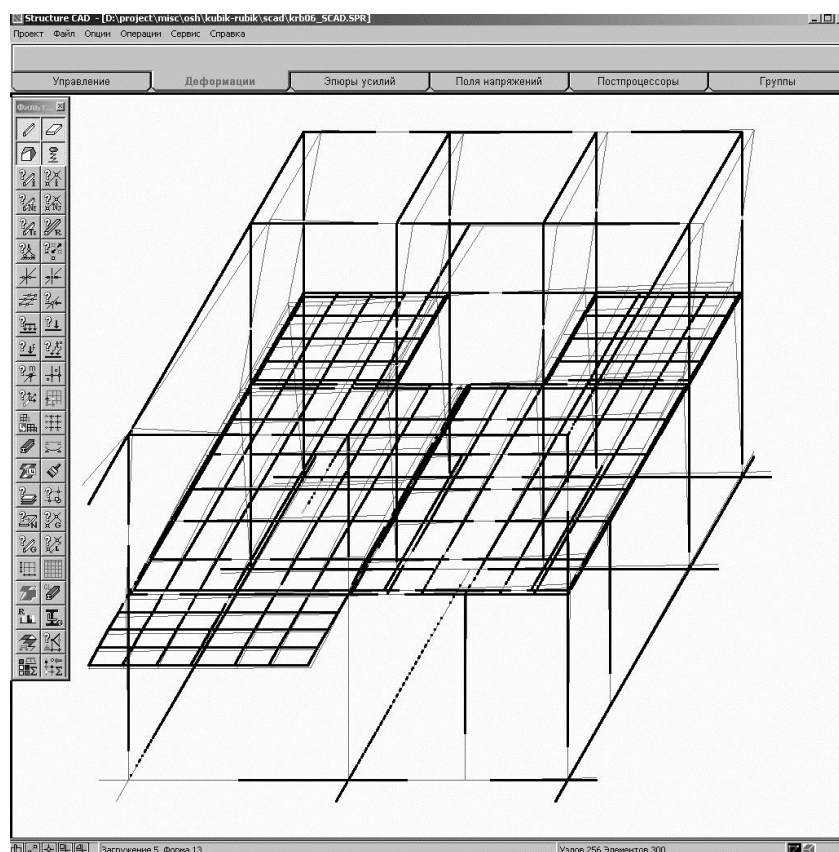 Structure CAD - [D:\project\misc\osh\kubik-rubik\scad\krb06_SCAD.SPR]
Проект Файл Опции Операции Сервис Справка
Управление Деформации Эпюры усилий Поля напряжений Постпроцессоры Группы
Фильт...
Загружение 5, Форма 13 Узлов 256 Элементов 300